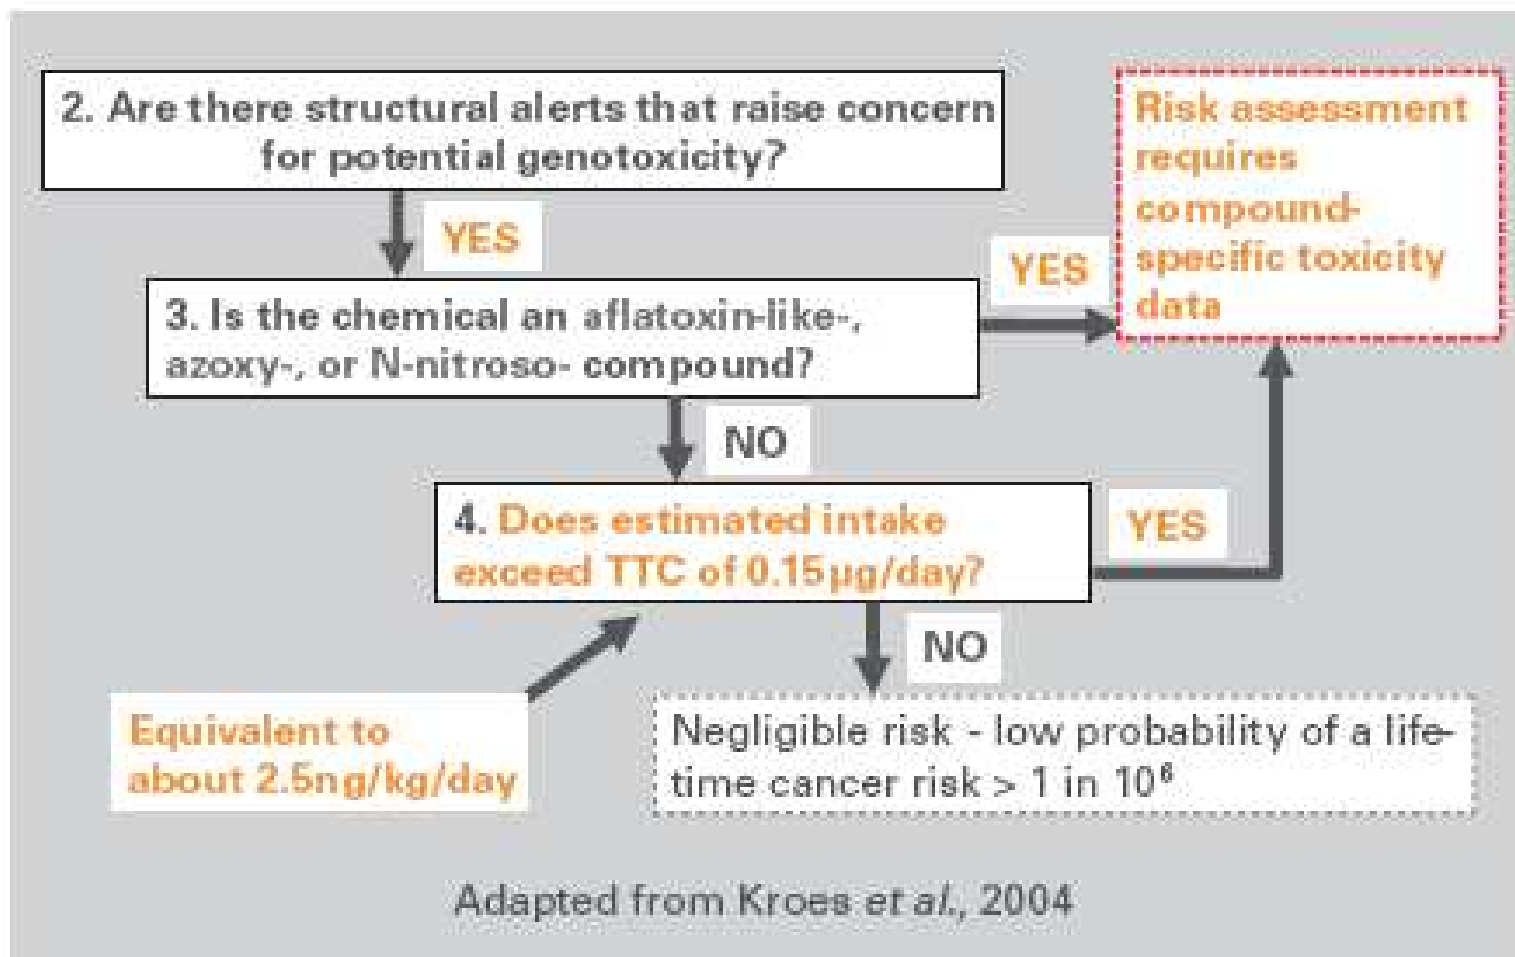 2. Are there structural alerts that raise concern
for potential genotoxicity?
YES
Risk assessment
requires
compound-
specific toxicity
data
3. Is the chemical an aflatoxin-like-,
azoxy-, or N-nitroso- compound?
YES
NO
4. Does estimated intake
exceed TTC of 0.15µg/day?
YES
NO
Equivalent to
about 2.5ng/kg/day
Negligible risk - low probability of a life-
time cancer risk > 1 in 10⁶
Adapted from Kroes et al., 2004